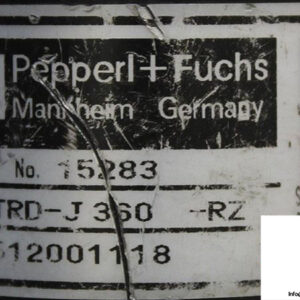 Pepperl+Fuchs
Mannheim Germany
No. 15283
TRD-J 360 -RZ
512001118